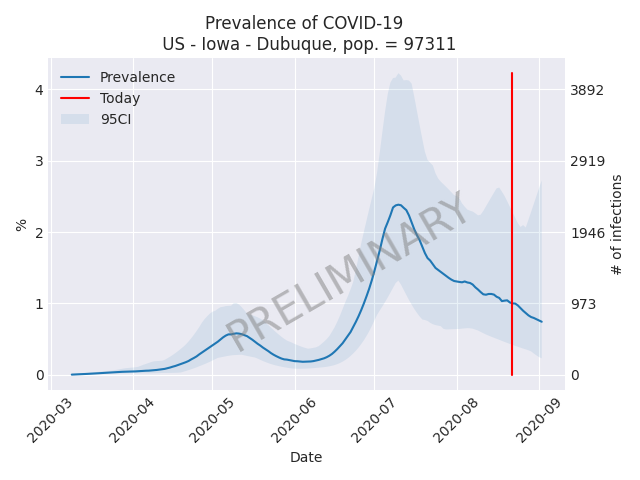 Prevalence of COVID-19
US - Iowa - Dubuque, pop. = 97311
Prevalence
Today
95CI
PRELIMINARY
%
4
3
2
1
0
3892
2919
1946
973
0
# of infections
2020-03
2020-04
2020-05
2020-06
2020-07
2020-08
2020-09
Date